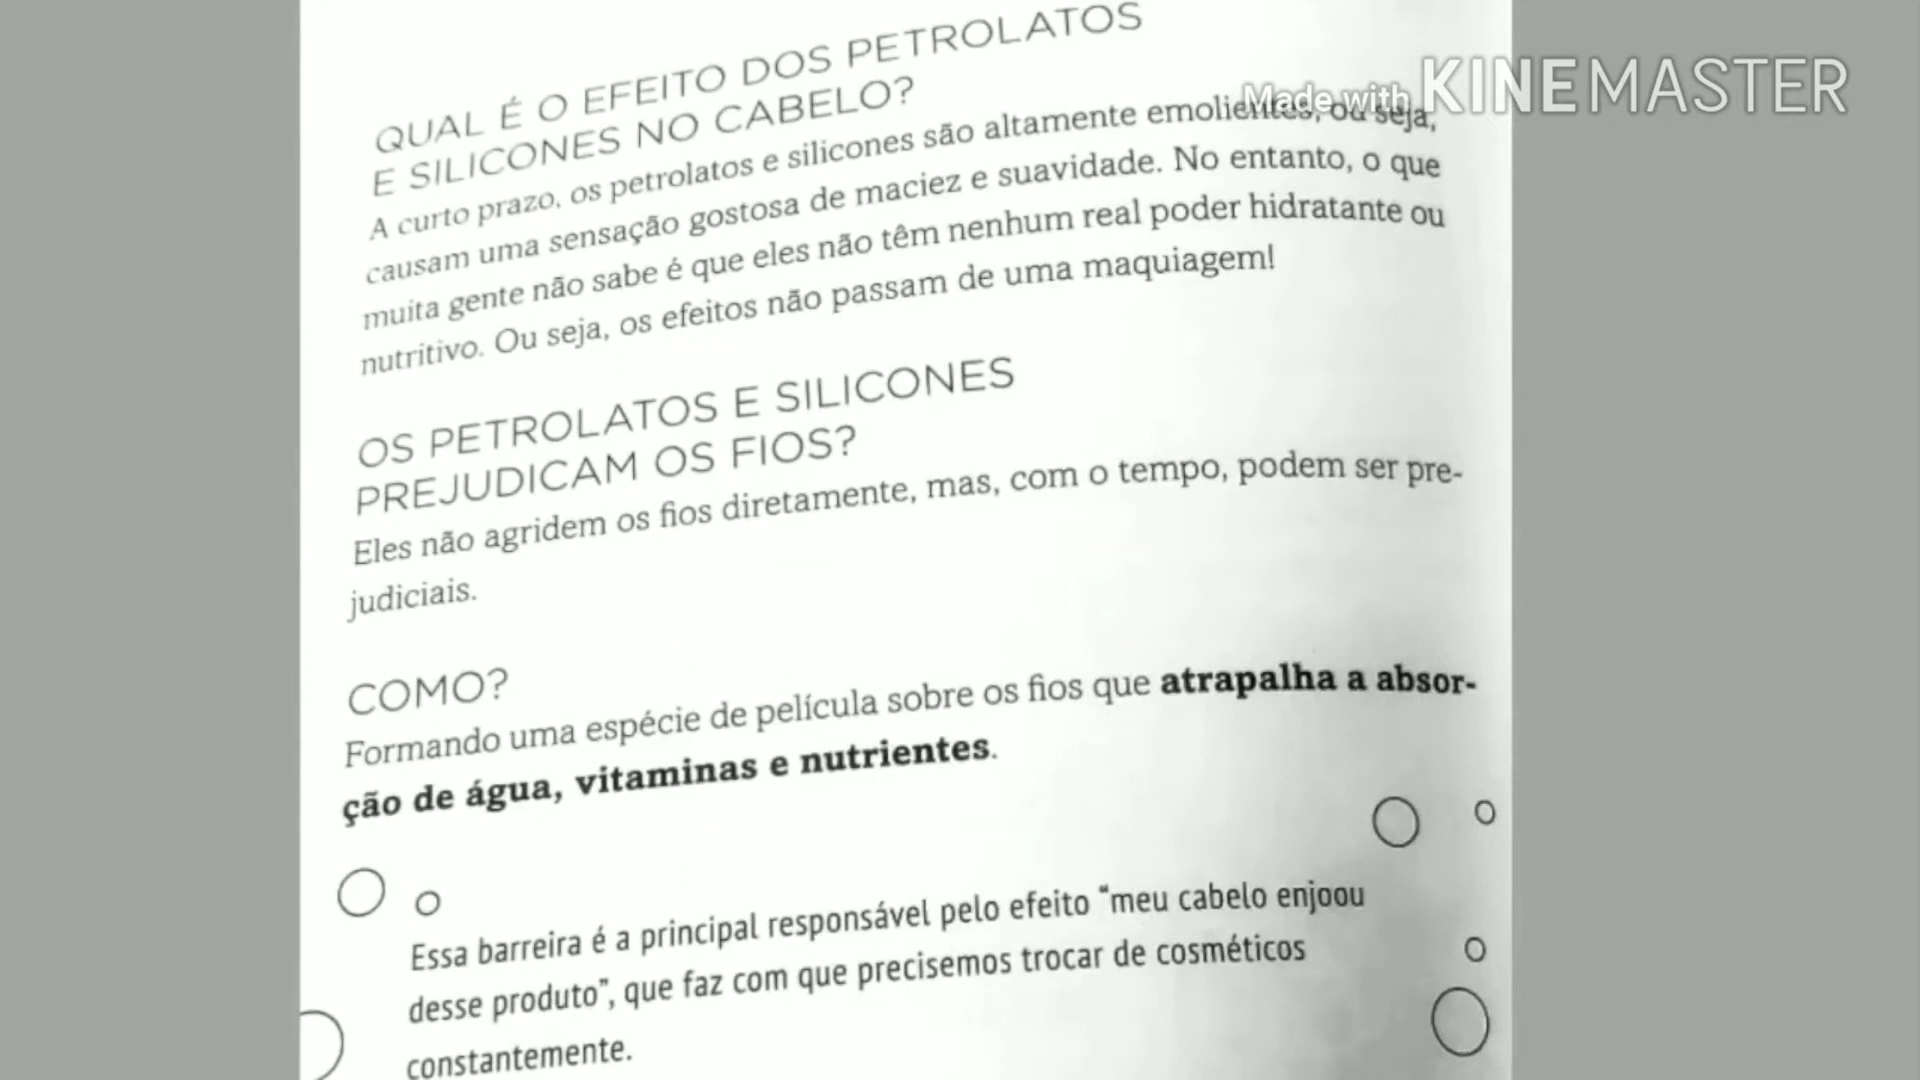 QUAL É O EFEITO DOS PETROLATOS
E SILICONES NO CABELO?
A curto prazo, os petrolatos e silicones são altamente emolientes, ou seja,
causam uma sensação gostosa de maciez e suavidade. No entanto, o que
muita gente não sabe é que eles não têm nenhum real poder hidratante ou
nutritivo. Ou seja, os efeitos não passam de uma maquiagem!
OS PETROLATOS E SILICONES
PREJUDICAM OS FIOS?
Eles não agridem os fios diretamente, mas, com o tempo, podem ser pre-
judiciais.
COMO?
Formando uma espécie de película sobre os fios que atrapalha a absor-
ção de água, vitaminas e nutrientes.
Essa barreira é a principal responsável pelo efeito "meu cabelo enjoou
desse produto", que faz com que precisemos trocar de cosméticos
constantemente.
Made with KINEMASTER